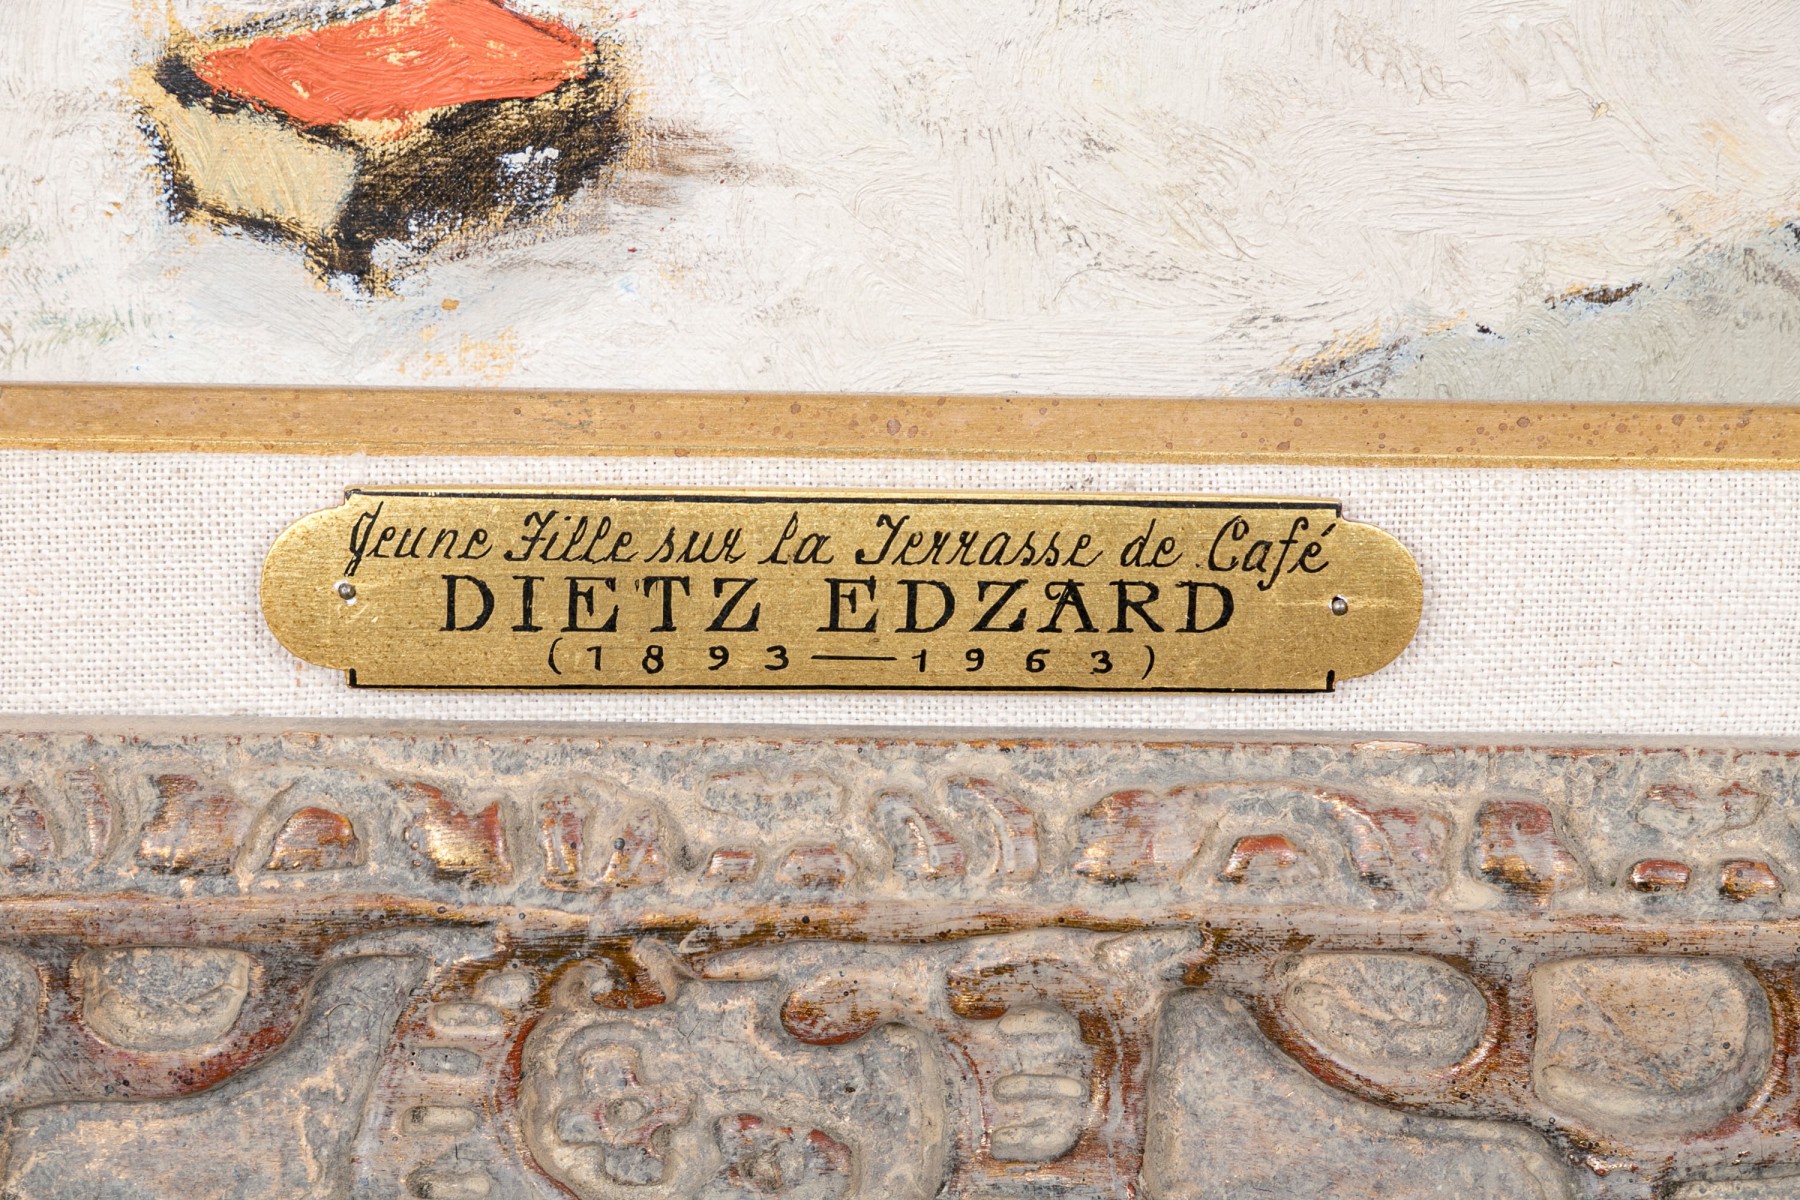 Jeune Fille sur la Terrasse de Café
DIETZ EDZARD
(1893—1963)